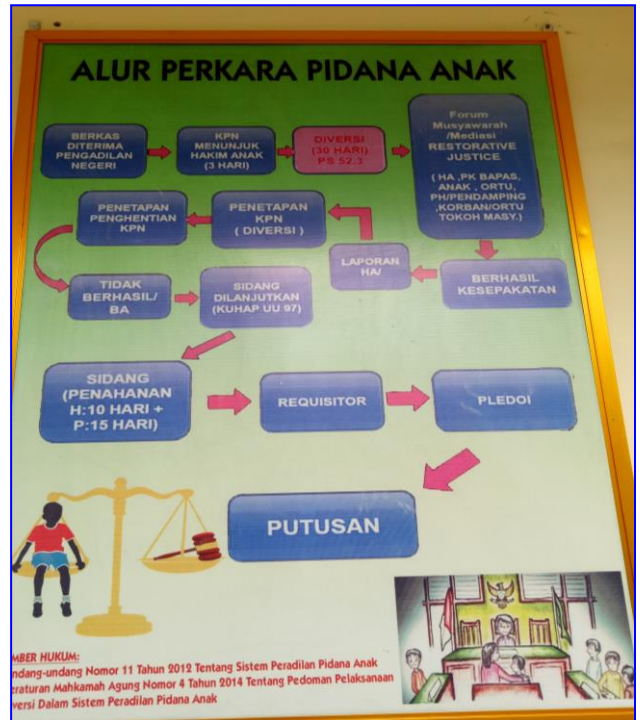 ALUR PERKARA PIDANA ANAK
BERKAS
DITERIMA
PENGADILAN
NEGERI
KPN
MENUNJUK
HAKIM ANAK
(3 HARI)
DIVERSI
(30 HARI)
PS 52.3
Forum
Musyawarah
/Mediasi
RESTORATIVE
JUSTICE
( HA ,PK BAPAS,
ANAK , ORTU,
PH/PENDAMPING
,KORBAN/ORTU
TOKOH MASY.)
BERHASIL
KESEPAKATAN
LAPORAN
HA/
PENETAPAN
KPN
( DIVERSI )
PENETAPAN
PENGHENTIAN
KPN
TIDAK
BERHASIL/
BA
SIDANG
DILANJUTKAN
(KUHAP UU 97)
SIDANG
(PENAHANAN
H:10 HARI +
P:15 HARI)
REQUISITOR
PLEDOI
PUTUSAN
MBER HUKUM:
ndang-undang Nomor 11 Tahun 2012 Tentang Sistem Peradilan Pidana Anak
eraturan Mahkamah Agung Nomor 4 Tahun 2014 Tentang Pedoman Pelaksanaan
versi Dalam Sistem Peradilan Pidana Anak